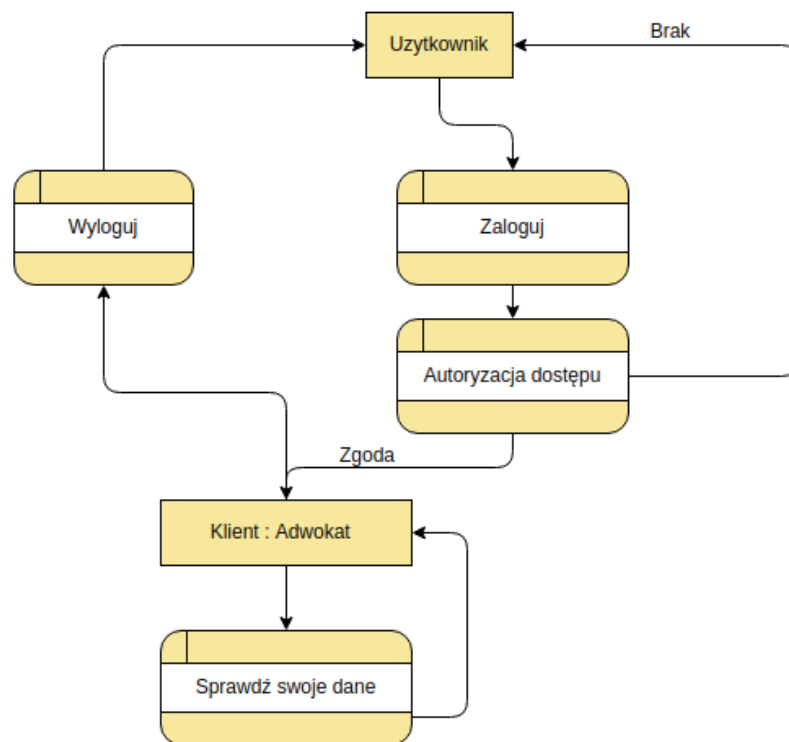 Uzytkownik
Brak
Wyloguj
Zaloguj
Autoryzacja dostępu
Zgoda
Klient : Adwokat
Sprawdź swoje dane